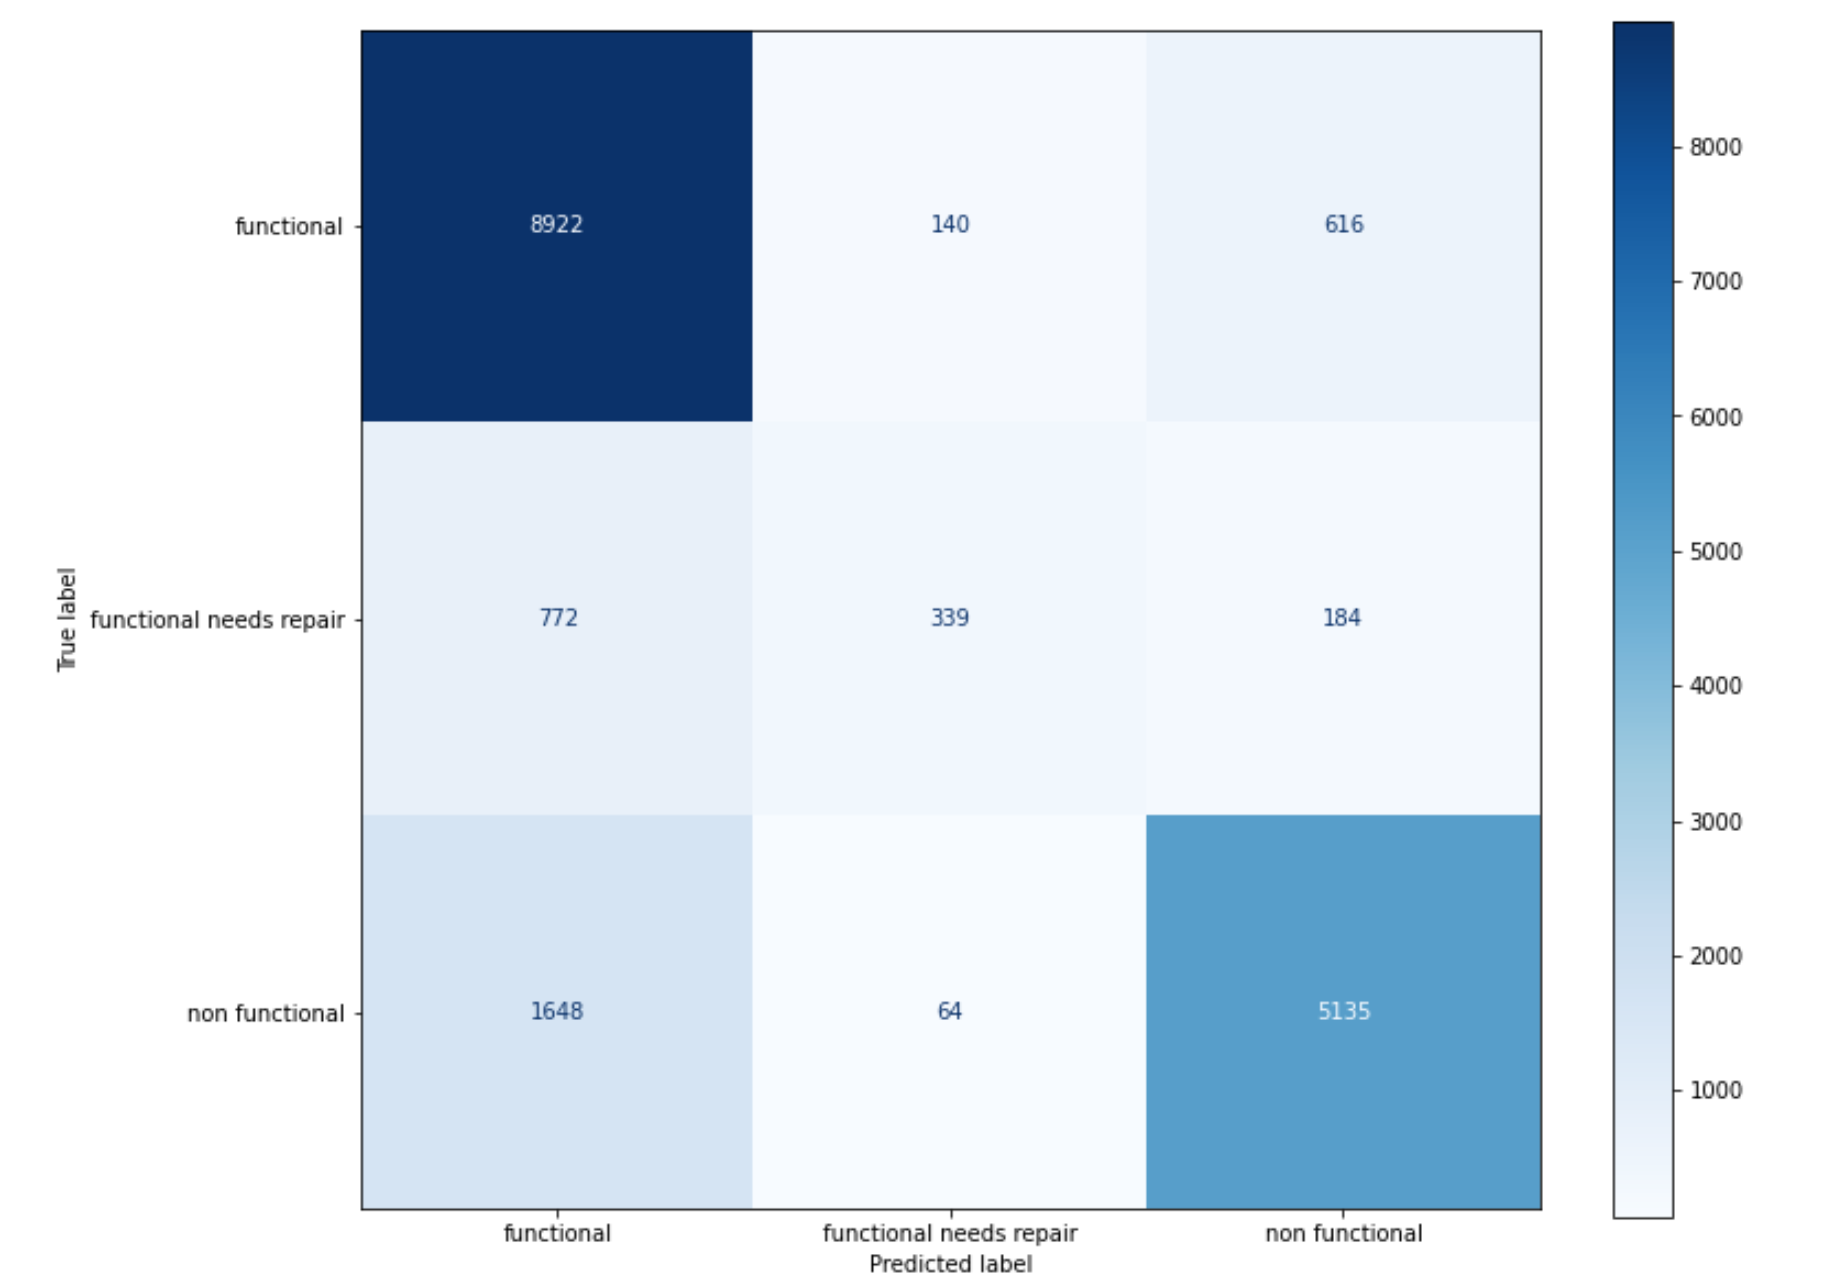 functional
functional needs repair
non functional
True label
8922 140 616
772 339 184
1648 64 5135
functional functional needs repair non functional
Predicted label
8000
7000
6000
5000
4000
3000
2000
1000